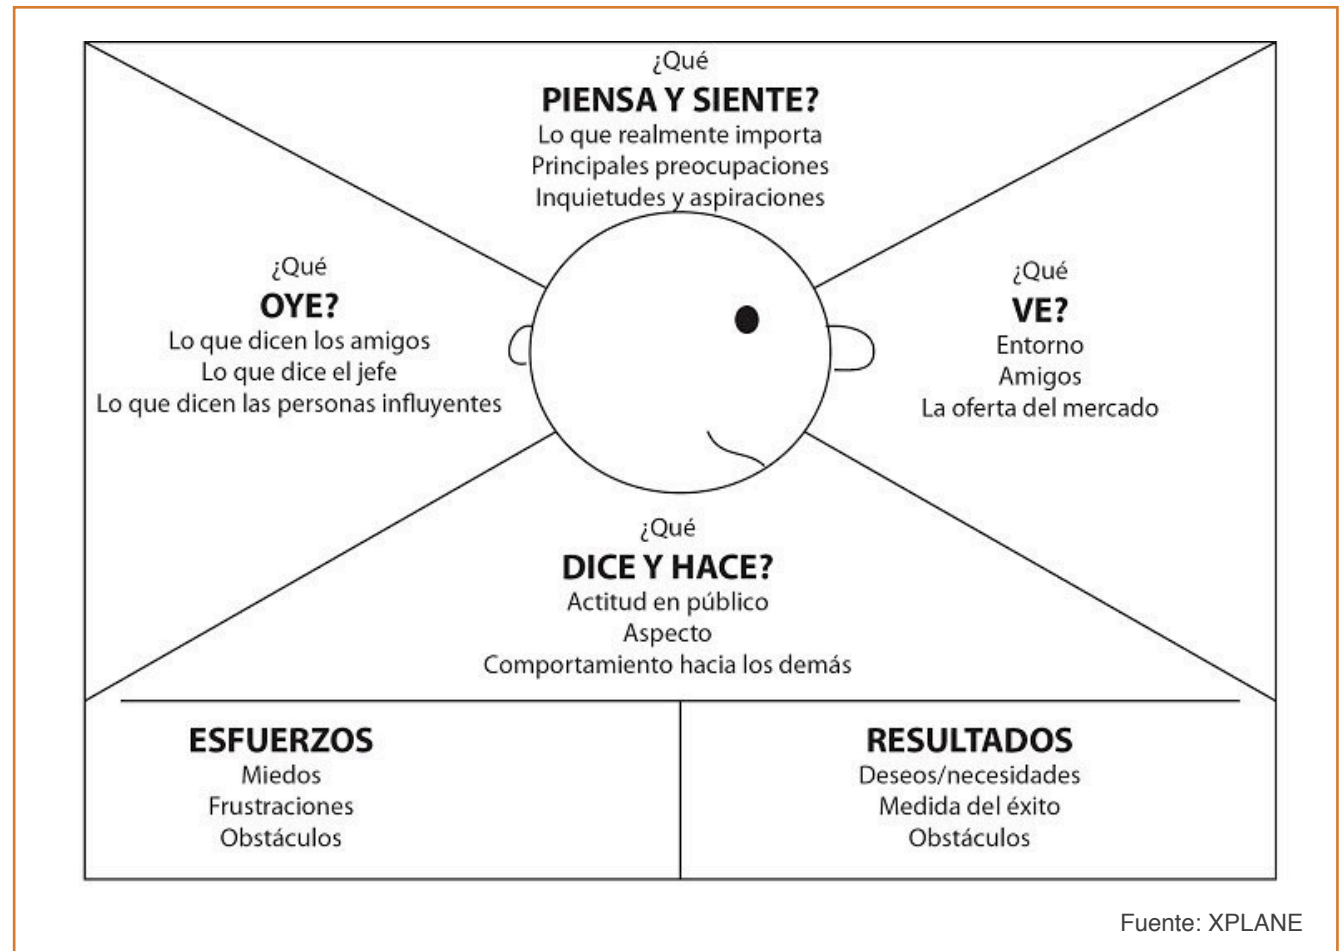 ¿Qué
PIENSA Y SIENTE?
Lo que realmente importa
Principales preocupaciones
Inquietudes y aspiraciones
¿Qué
OYE?
Lo que dicen los amigos
Lo que dice el jefe
Lo que dicen las personas influyentes
¿Qué
VE?
Entorno
Amigos
La oferta del mercado
¿Qué
DICE Y HACE?
Actitud en público
Aspecto
Comportamiento hacia los demás
ESFUERZOS
Miedos
Frustraciones
Obstáculos
RESULTADOS
Deseos/necesidades
Medida del éxito
Obstáculos
Fuente: XPLANE